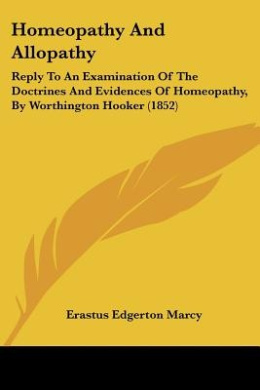 Homeopathy And
Allopathy
Reply To An Examination Of The
Doctrines And Evidences Of Homeopathy,
By Worthington Hooker (1852)
Erastus Edgerton Marcy